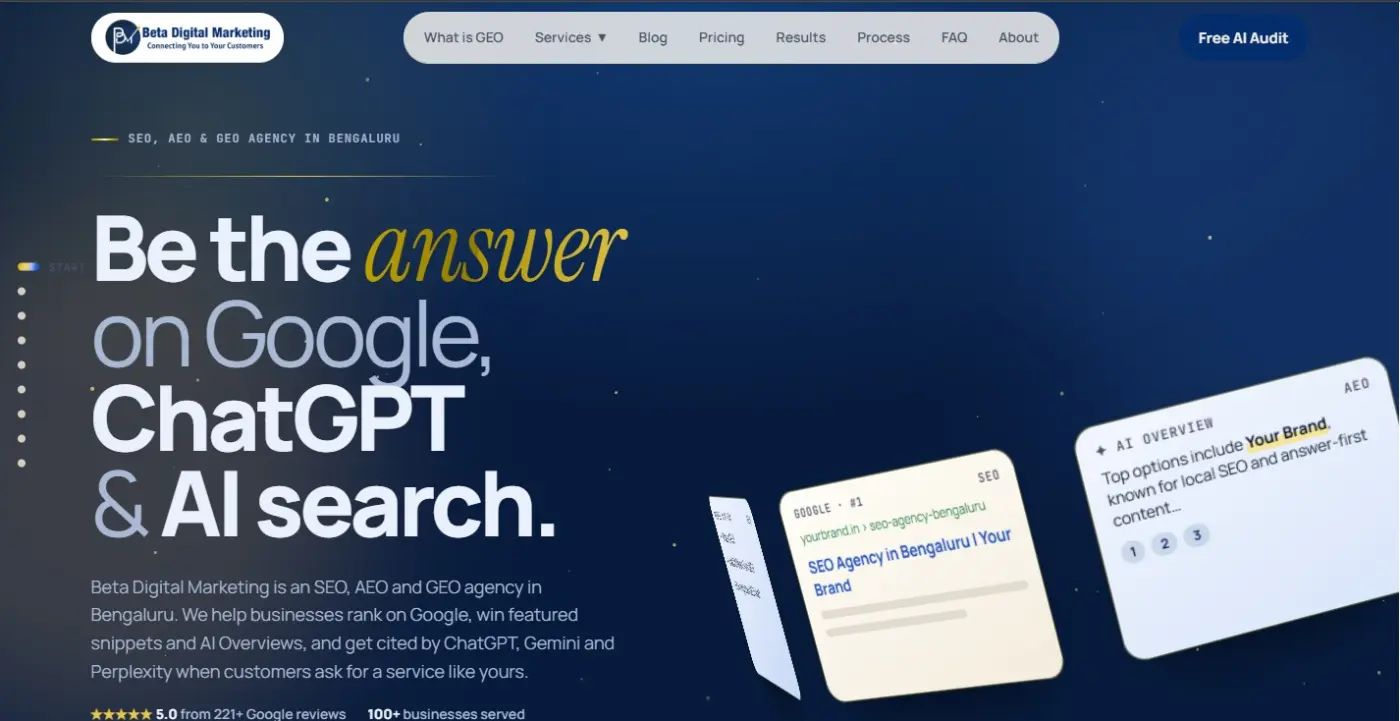 Beta Digital Marketing
Connecting You to Your Customers
What is GEO
Services ▼
Blog
Pricing
Results
Process
FAQ
About
Free AI Audit
SEO, AEO & GEO AGENCY IN BENGALURU
START
Be the answer
on Google,
ChatGPT
& AI search.
Beta Digital Marketing is an SEO, AEO and GEO agency in
Bengaluru. We help businesses rank on Google, win featured
snippets and AI Overviews, and get cited by ChatGPT, Gemini and
Perplexity when customers ask for a service like yours.
★★★★★ 5.0 from 221+ Google reviews
100+ businesses served
SEO
GOOGLE · #1
yourbrand.in › seo-agency-bengaluru
SEO Agency in Bengaluru | Your
Brand
AEO
✦ AI OVERVIEW
Top options include Your Brand,
known for local SEO and answer-first
content...
1 2 3